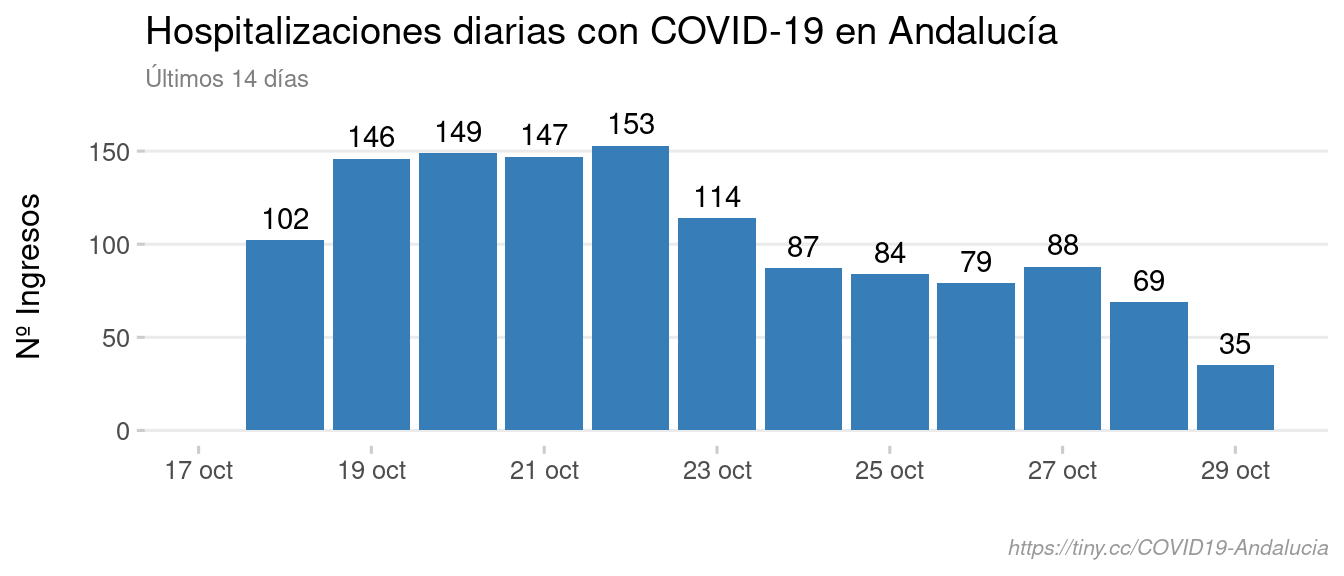 Hospitalizaciones diarias con COVID-19 en Andalucía
Últimos 14 días
Nº Ingresos
150
100
50
0
102
146
149
147
153
114
87
84
79
88
69
35
17 oct
19 oct
21 oct
23 oct
25 oct
27 oct
29 oct
https://tiny.cc/COVID19-Andalucia